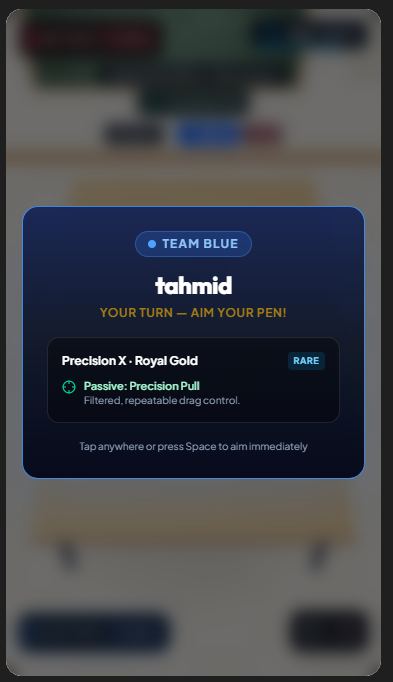 TEAM BLUE
tahmid
YOUR TURN — AIM YOUR PEN!
Precision X · Royal Gold RARE
Passive: Precision Pull
Filtered, repeatable drag control.
Tap anywhere or press Space to aim immediately